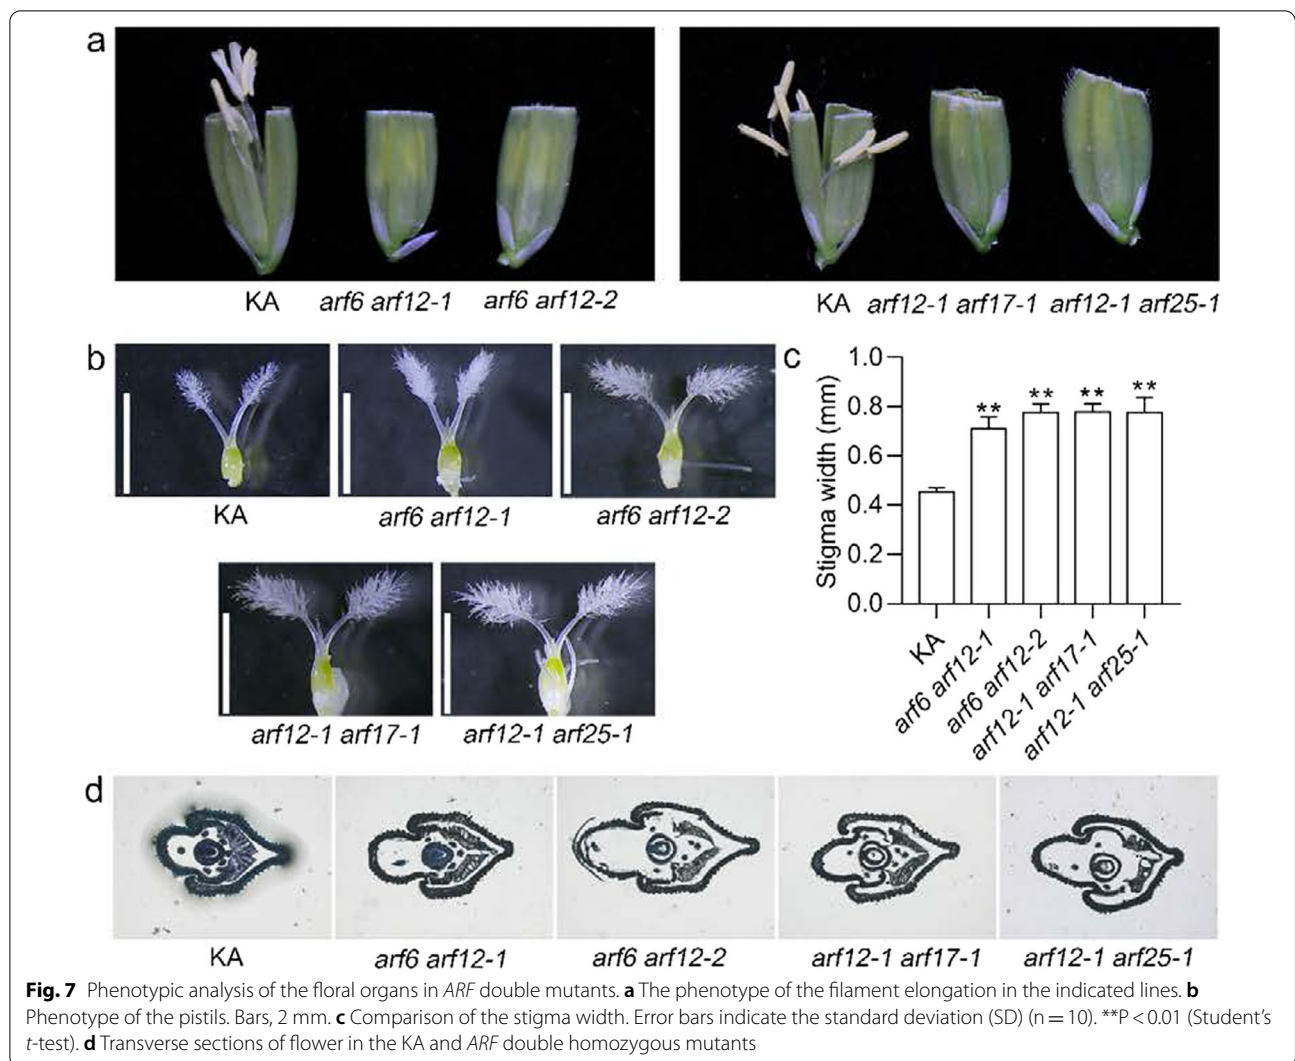 a
KA arf6 arf12-1 arf6 arf12-2
KA arf12-1 arf17-1 arf12-1 arf25-1
b
KA arf6 arf12-1 arf6 arf12-2
arf12-1 arf17-1 arf12-1 arf25-1
c
Stigma width (mm)
1.0
0.8
0.6
0.4
0.2
0.0
** ** ** **
KA
arf6 arf12-1
arf6 arf12-2
arf12-1 arf17-1
arf12-1 arf25-1
d
KA arf6 arf12-1 arf6 arf12-2 arf12-1 arf17-1 arf12-1 arf25-1
Fig. 7 Phenotypic analysis of the floral organs in ARF double mutants. a The phenotype of the filament elongation in the indicated lines. b
Phenotype of the pistils. Bars, 2 mm. c Comparison of the stigma width. Error bars indicate the standard deviation (SD) (n = 10). **P < 0.01 (Student's
t-test). d Transverse sections of flower in the KA and ARF double homozygous mutants